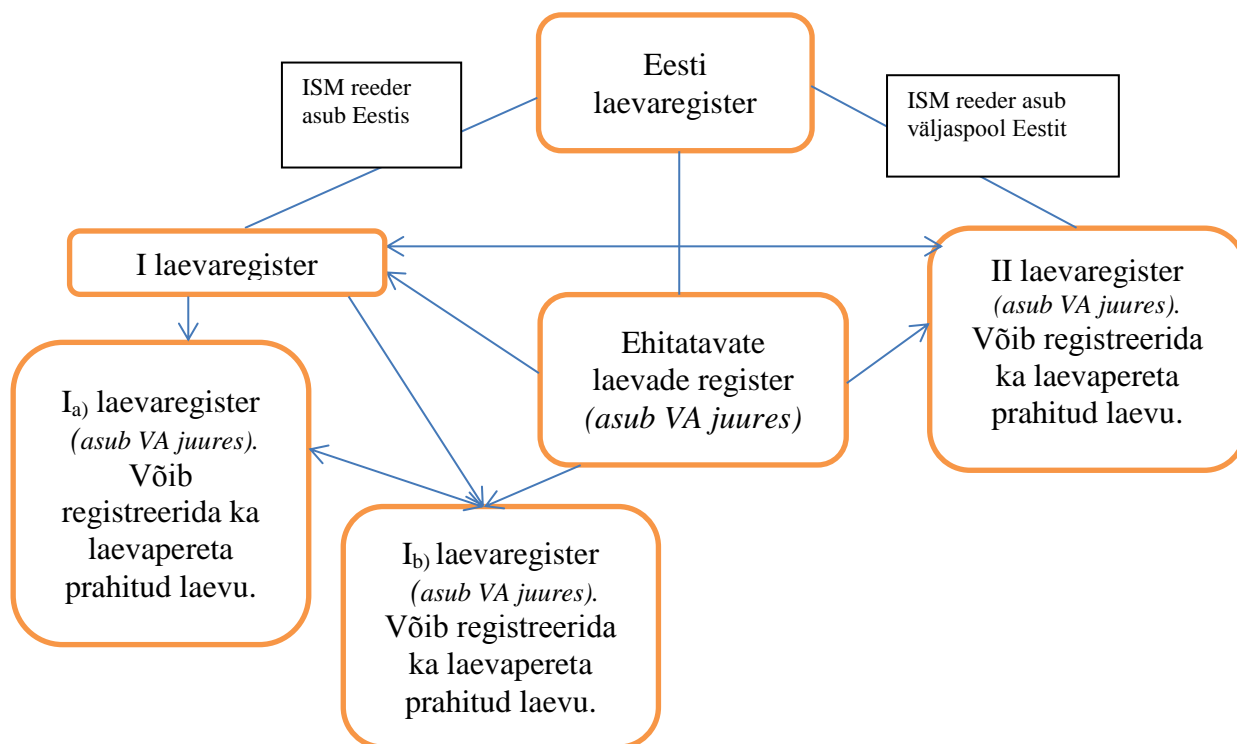 Eesti
laevaregister
ISM reeder
asub Eestis
ISM reeder asub
väljaspool Eestit
I laevaregister
II laevaregister
(asub VA juures).
Võib registreerida
ka laevapereta
prahitud laevu.
Ehitatavate
laevade register
(asub VA juures)
Ia) laevaregister
(asub VA juures).
Võib
registreerida ka
laevapereta
prahitud laevu.
Ib) laevaregister
(asub VA juures).
Võib registreerida
ka laevapereta
prahitud laevu.